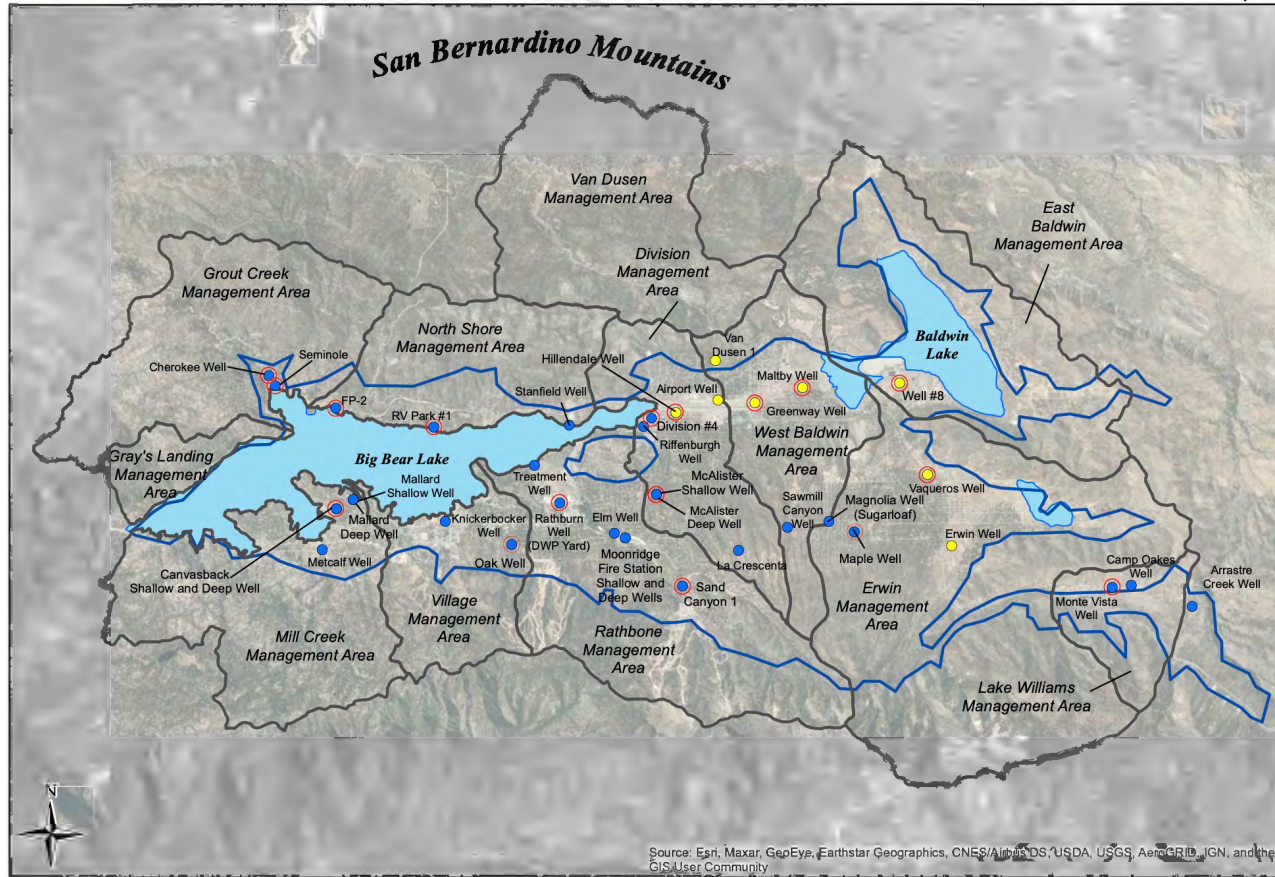 San Bernardino Mountains
Van Dusen
Management Area
East
Baldwin
Management Area
Division
Management
Area
Grout Creek
Management Area
North Shore
Management Area
Baldwin
Lake
Van
Dusen 1
Hillendale Well
Seminole
Cherokee Well
Maltby Well
Airport Well
Stanfield Well
FP-2
Well #8
Greenway Well
RV Park #1
Division #4
West Baldwin
Management
Area
Riffenburgh
Well
Gray's Landing
Management
Area
Big Bear Lake
McAlister
Shallow Well
Mallard
Shallow Well
Treatment
Well
Vaqueros Well
Sawmill
Canyon
Well
Magnolia Well
(Sugarloaf)
McAlister
Deep Well
Mallard
Deep Well
Knickerbocker
Well
Rathburn
Well
(DWP Yard)
Elm Well
Erwin Well
Moonridge
Fire Station
Shallow and
Deep Wells
Maple Well
Metcalf Well
Oak Well
La Crescenta
Camp Oakes
Well
Arrastre
Creek Well
Canvasback
Shallow and Deep Well
Sand
Canyon 1
Erwin
Management
Area
Monte Vista
Well
Village
Management
Area
Mill Creek
Management Area
Rathbone
Management
Area
Lake Williams
Management Area
N
Source: Esri, Maxar, GeoEye, Earthstar Geographics, CNES/Airbus DS, USDA, USGS, AeroGRID, IGN, and the
GIS User Community